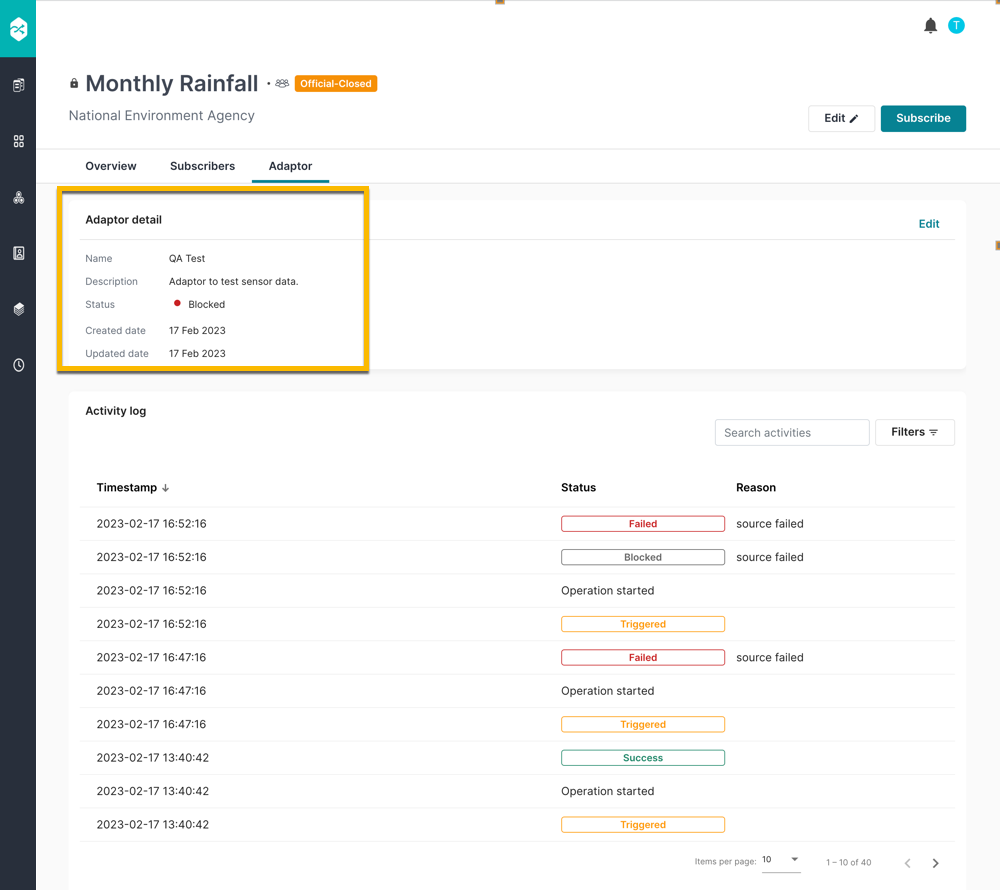 T
Monthly Rainfall · Official-Closed
National Environment Agency
Edit Subscribe
Overview Subscribers Adaptor
Adaptor detail
Edit
Name QA Test
Description Adaptor to test sensor data.
Status Blocked
Created date 17 Feb 2023
Updated date 17 Feb 2023
Activity log
Search activities Filters
Timestamp ↓ Status Reason
2023-02-17 16:52:16 Failed source failed
2023-02-17 16:52:16 Blocked source failed
2023-02-17 16:52:16 Operation started
2023-02-17 16:52:16 Triggered
2023-02-17 16:47:16 Failed source failed
2023-02-17 16:47:16 Operation started
2023-02-17 16:47:16 Triggered
2023-02-17 13:40:42 Success
2023-02-17 13:40:42 Operation started
2023-02-17 13:40:42 Triggered
Items per page: 10 1 – 10 of 40